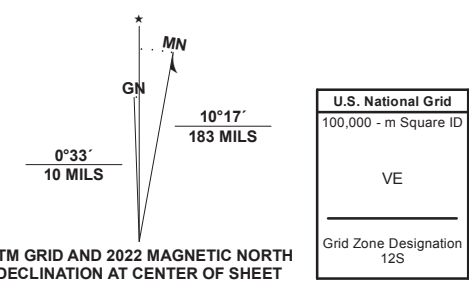 ★
MN
GN
10°17´
183 MILS
0°33´
10 MILS
TM GRID AND 2022 MAGNETIC NORTH
DECLINATION AT CENTER OF SHEET
U.S. National Grid
100,000 - m Square ID
VE
Grid Zone Designation
12S